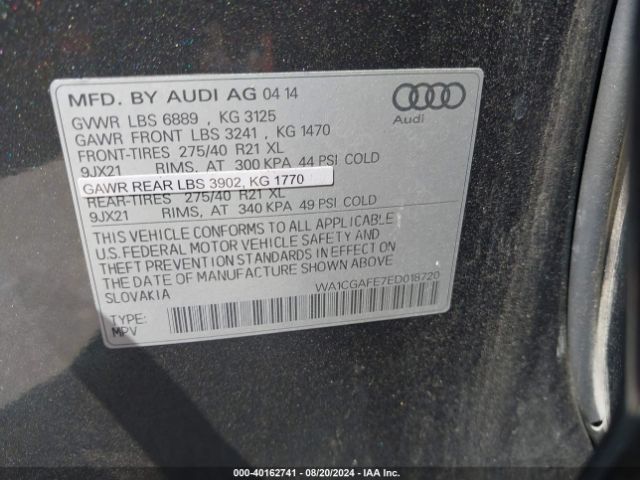 MFD. BY AUDI AG 04 14
GVWR LBS 6889 , KG 3125
GAWR FRONT LBS 3241 , KG 1470
FRONT-TIRES 275/40 R21 XL
9JX21 RIMS, AT 300 KPA 44 PSI COLD
GAWR REAR LBS 3902, KG 1770
REAR-TIRES 275/40 R21 XL
9JX21 RIMS, AT 340 KPA 49 PSI COLD
THIS VEHICLE CONFORMS TO ALL APPLICABLE
U.S.FEDERAL MOTOR VEHICLE SAFETY AND
THEFT PREVENTION STANDARDS IN EFFECT ON
THE DATE OF MANUFACTURE SHOWN ABOVE.
SLOVAKIA
WA1CGAFE7ED018720
TYPE:
MPV
Audi
000-40162741 - 08/20/2024 - IAA Inc.